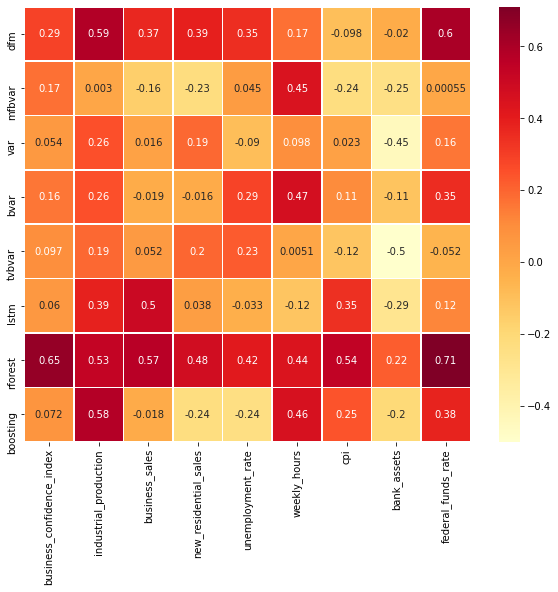 dfm 0.29 0.59 0.37 0.39 0.35 0.17 -0.098 -0.02 0.6
mfbvar 0.17 0.003 -0.16 -0.23 0.045 0.45 -0.24 -0.25 0.00055
var 0.054 0.26 0.016 0.19 -0.09 0.098 0.023 -0.45 0.16
bvar 0.16 0.26 -0.019 -0.016 0.29 0.47 0.11 -0.11 0.35
tvbvar 0.097 0.19 0.052 0.2 0.23 0.0051 -0.12 -0.5 -0.052
lstm 0.06 0.39 0.5 0.038 -0.033 -0.12 0.35 -0.29 0.12
rforest 0.65 0.53 0.57 0.48 0.42 0.44 0.54 0.22 0.71
boosting 0.072 0.58 -0.018 -0.24 -0.24 0.46 0.25 -0.2 0.38
business_confidence_index
industrial_production
business_sales
new_residential_sales
unemployment_rate
weekly_hours
cpi
bank_assets
federal_funds_rate
0.6
0.4
0.2
0.0
−0.2
−0.4